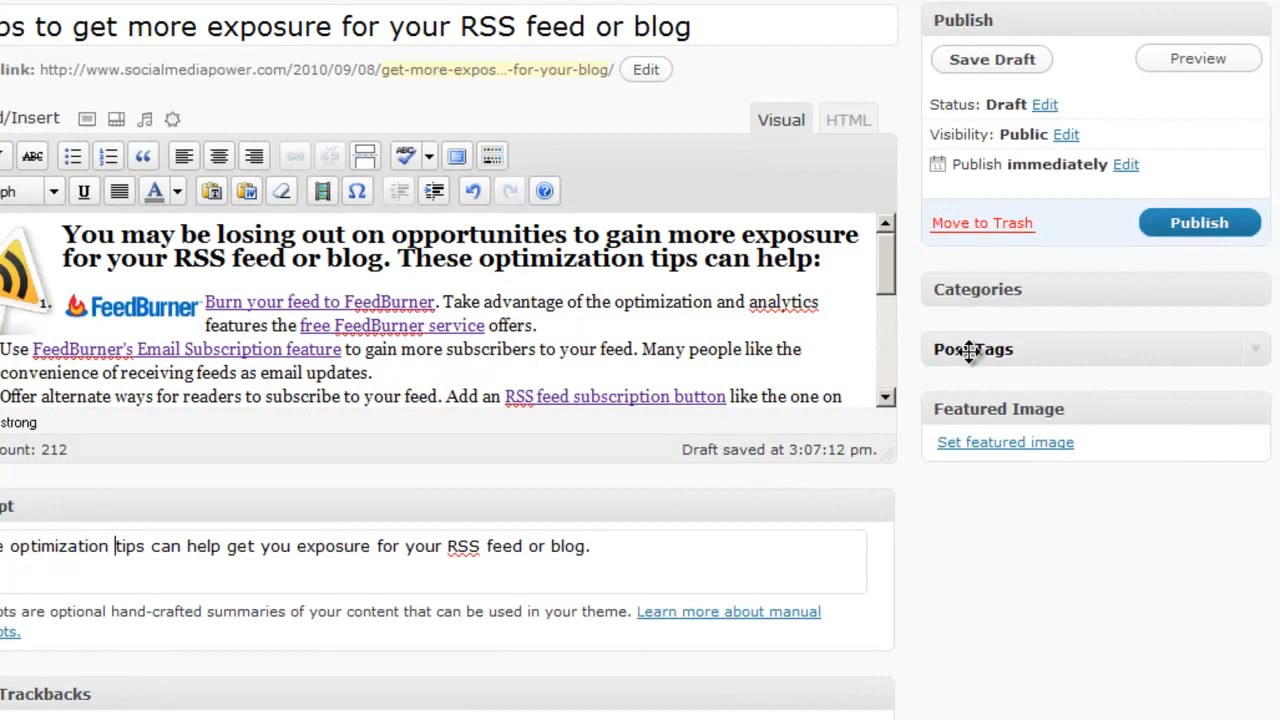 ps to get more exposure for your RSS feed or blog
link: http://www.socialmediapower.com/2010/09/08/get-more-expos...-for-your-blog/ Edit
d/Insert
Visual
HTML
ABC
ABC
ph
U
A
Ω
You may be losing out on opportunities to gain more exposure
for your RSS feed or blog. These optimization tips can help:
1. FeedBurner Burn your feed to FeedBurner. Take advantage of the optimization and analytics
features the free FeedBurner service offers.
Use FeedBurner's Email Subscription feature to gain more subscribers to your feed. Many people like the
convenience of receiving feeds as email updates.
Offer alternate ways for readers to subscribe to your feed. Add an RSS feed subscription button like the one on
strong
ount: 212
Draft saved at 3:07:12 pm.
pt
e optimization tips can help get you exposure for your RSS feed or blog.
pts are optional hand-crafted summaries of your content that can be used in your theme. Learn more about manual
pts.
Trackbacks
Publish
Save Draft
Preview
Status: Draft Edit
Visibility: Public Edit
Publish immediately Edit
Move to Trash
Publish
Categories
Post Tags
Featured Image
Set featured image